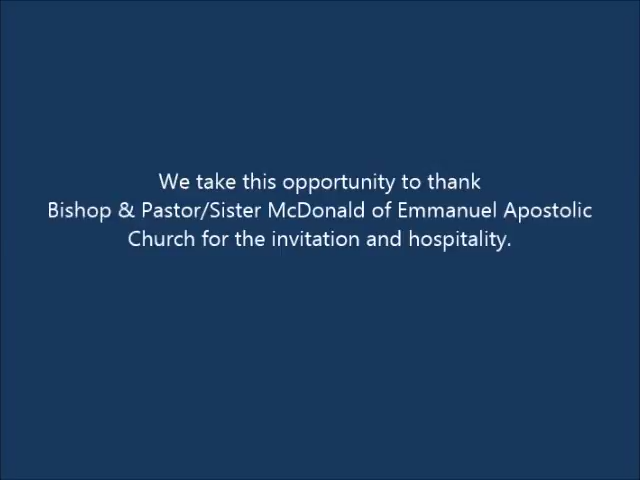 We take this opportunity to thank
Bishop & Pastor/Sister McDonald of Emmanuel Apostolic
Church for the invitation and hospitality.